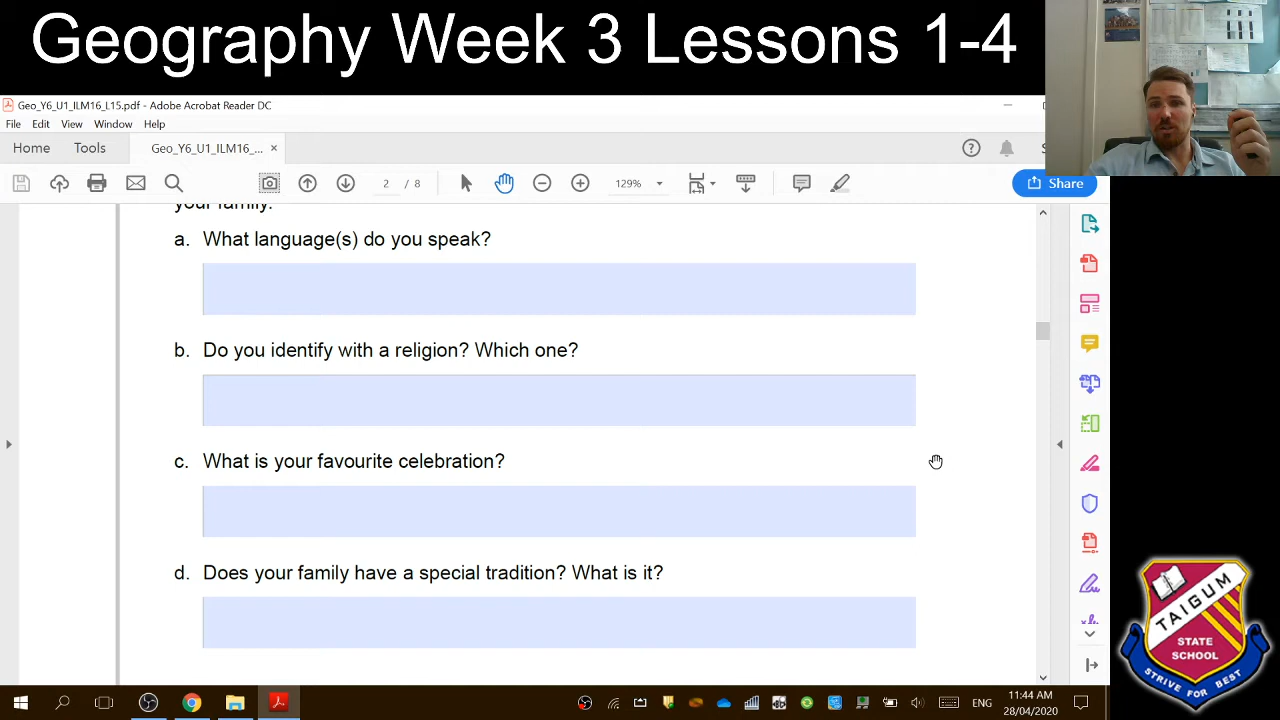 Geography Week 3 Lessons 1-4
Geo_Y6_U1_ILM16_L15.pdf - Adobe Acrobat Reader DC
File Edit View Window Help
Home Tools Geo_Y6_U1_ILM16_... ×
2 / 8 129% Share
your family.
a. What language(s) do you speak?
b. Do you identify with a religion? Which one?
c. What is your favourite celebration?
d. Does your family have a special tradition? What is it?
TAIGUM
STATE
SCHOOL
STRIVE FOR BEST
ENG
11:44 AM
28/04/2020